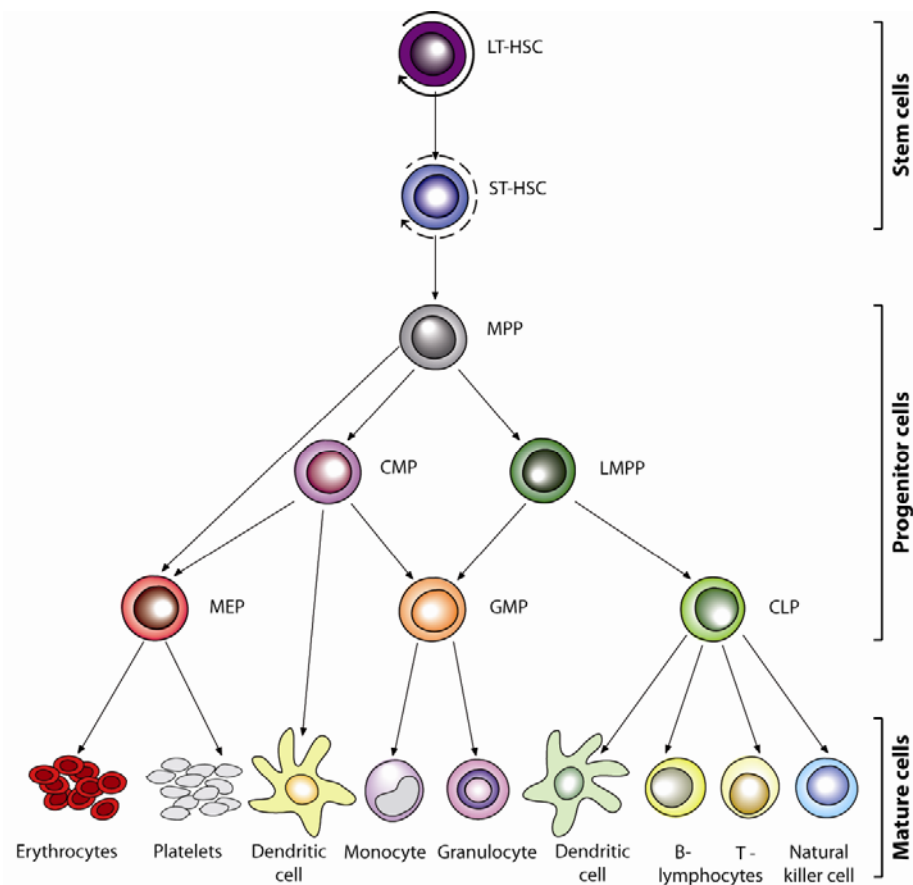 LT-HSC
Stem cells
ST-HSC
MPP
Progenitor cells
CMP
LMPP
MEP
GMP
CLP
Mature cells
Erythrocytes
Platelets
Dendritic
cell
Monocyte
Granulocyte
Dendritic
cell
B-
T -
lymphocytes
Natural
killer cell